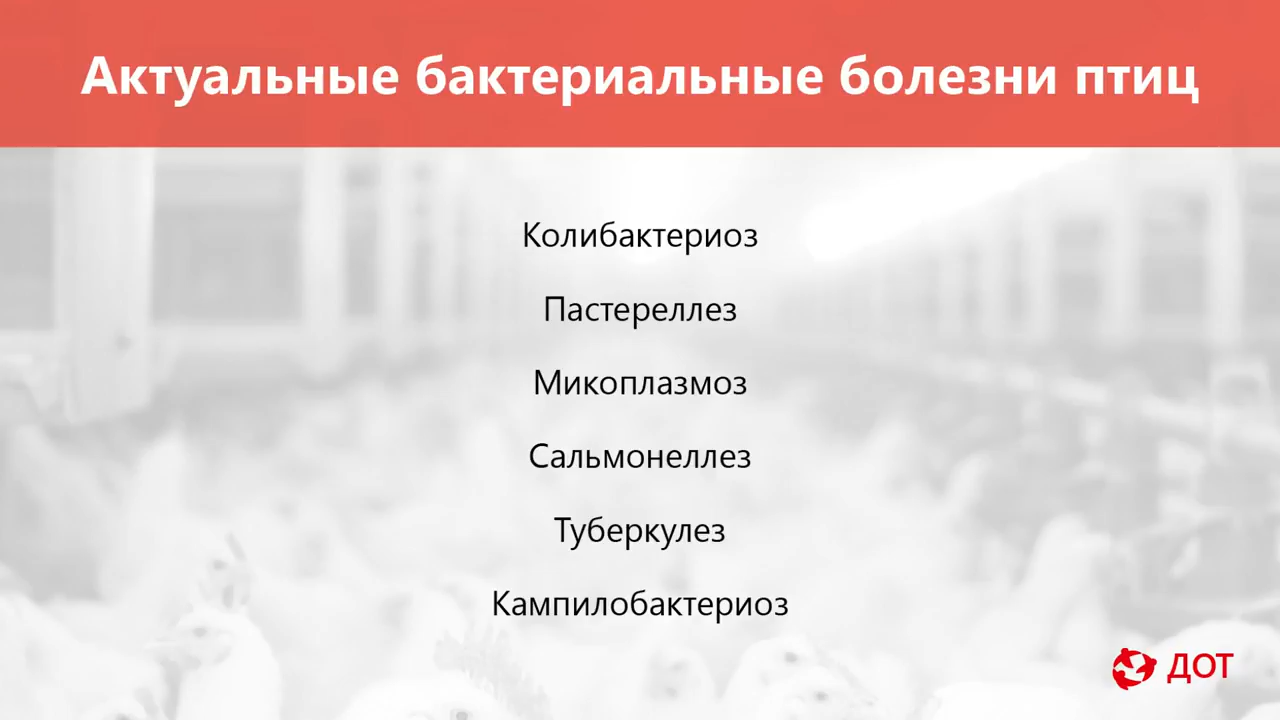 Актуальные бактериальные болезни птиц
Колибактериоз
Пастереллез
Микоплазмоз
Сальмонеллез
Туберкулез
Кампилобактериоз
ДОТ